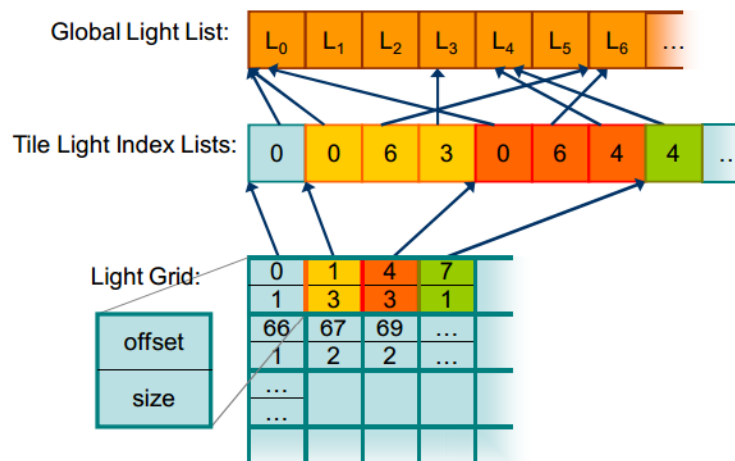 Global Light List: L0 L1 L2 L3 L4 L5 L6 ...
Tile Light Index Lists: 0 0 6 3 0 6 4 4 ...
Light Grid: 0 1 4 7
1 3 3 1
offset 66 67 69 ...
1 2 2 ...
size ...
...